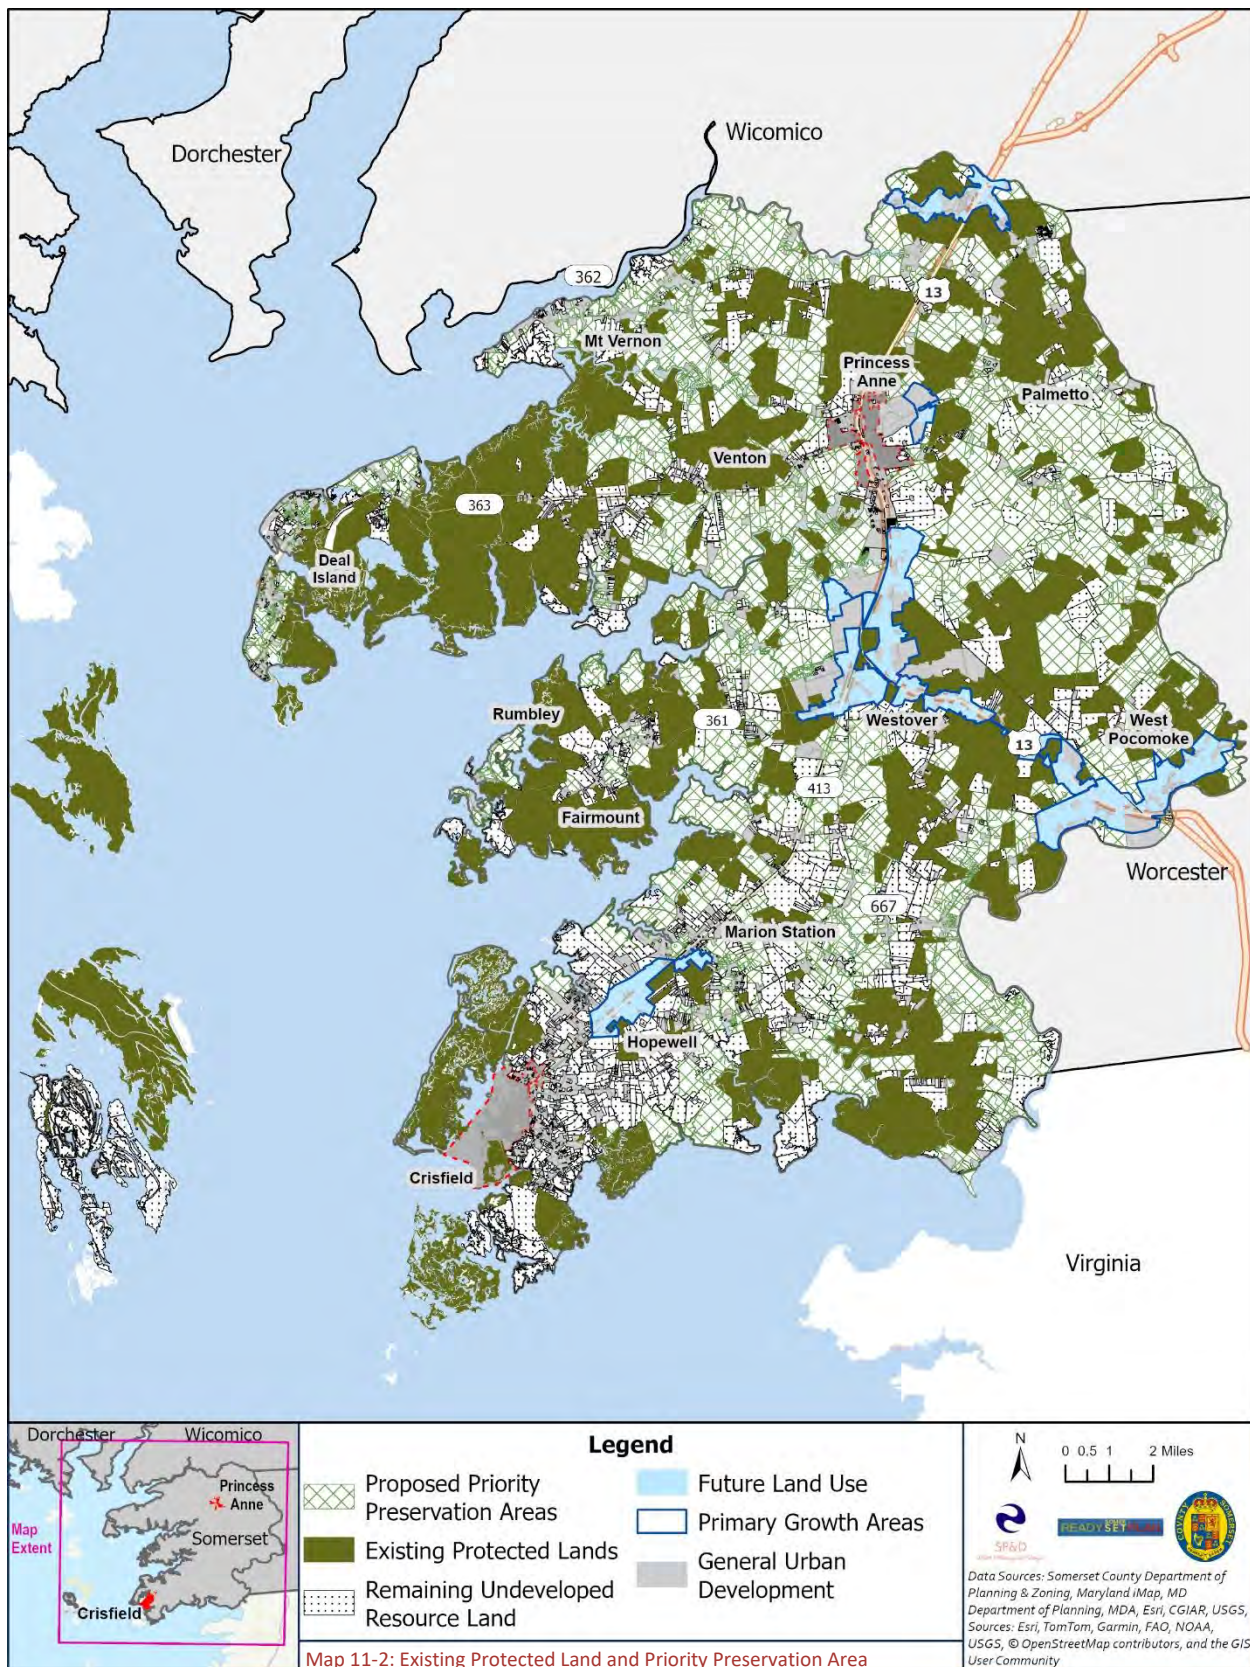 Wicomico
Dorchester
362
13
Mt Vernon
Princess
Anne
Palmetto
Venton
363
Deal
Island
Rumbley
361
Westover
West
Pocomoke
13
413
Fairmount
Worcester
667
Marion Station
Hopewell
Crisfield
Virginia
Dorchester
Wicomico
Princess
Anne
Map
Extent
Somerset
Crisfield
Legend
Proposed Priority
Preservation Areas
Existing Protected Lands
Remaining Undeveloped
Resource Land
Future Land Use
Primary Growth Areas
General Urban
Development
N
0 0.5 1 2 Miles
SP&D
READY SET
SOMERSET
COUNTY
Data Sources: Somerset County Department of
Planning & Zoning, Maryland iMap, MD
Department of Planning, MDA, Esri, CGIAR, USGS,
Sources: Esri, TomTom, Garmin, FAO, NOAA,
USGS, © OpenStreetMap contributors, and the GIS
User Community
Map 11-2: Existing Protected Land and Priority Preservation Area